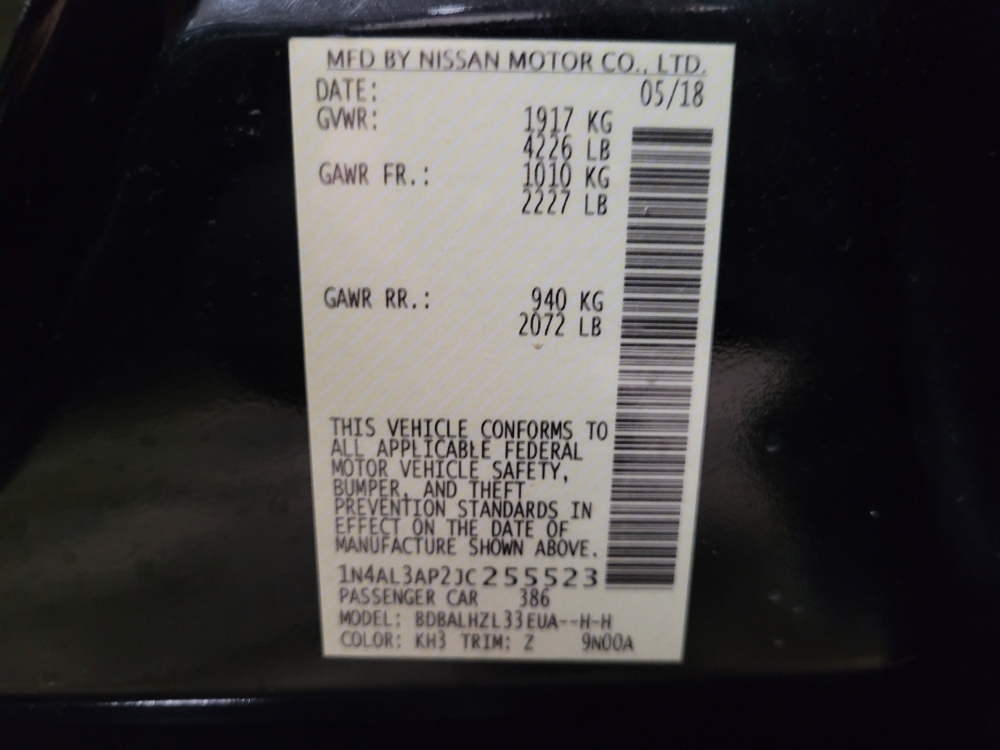 MFD BY NISSAN MOTOR CO., LTD.
DATE: 05/18
GVWR: 1917 KG
4226 LB
GAWR FR.: 1010 KG
2227 LB
GAWR RR.: 940 KG
2072 LB
THIS VEHICLE CONFORMS TO
ALL APPLICABLE FEDERAL
MOTOR VEHICLE SAFETY,
BUMPER, AND THEFT
PREVENTION STANDARDS IN
EFFECT ON THE DATE OF
MANUFACTURE SHOWN ABOVE.
1N4AL3AP2JC255523
PASSENGER CAR 386
MODEL: BDBALHZL33EUA--H-H
COLOR: KH3 TRIM: Z 9N00A